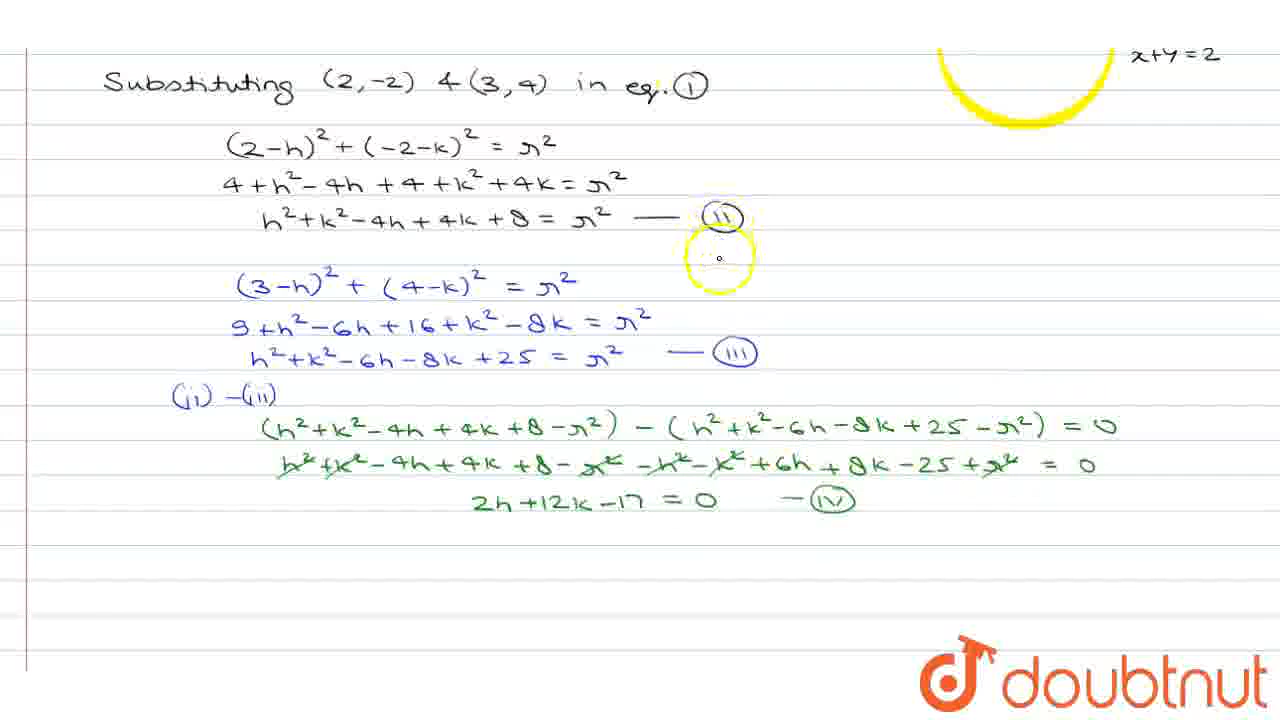 x+y=2
Substituting (2,-2) & (3,4) in eq. (i)
(2-h)² + (-2-k)² = r²
4+h²-4h+4+k²+4k = r²
h²+k²-4h+4k+8 = r² — (ii)
(3-h)² + (4-k)² = r²
9+h²-6h+16+k²-8k = r²
h²+k²-6h-8k+25 = r² — (iii)
(ii) - (iii)
(h²+k²-4h+4k+8-r²) - (h²+k²-6h-8k+25-r²) = 0
h²+k²-4h+4k+8-r²-h²-k²+6h+8k-25+r² = 0
2h+12k-17 = 0 — (iv)
doubtnut